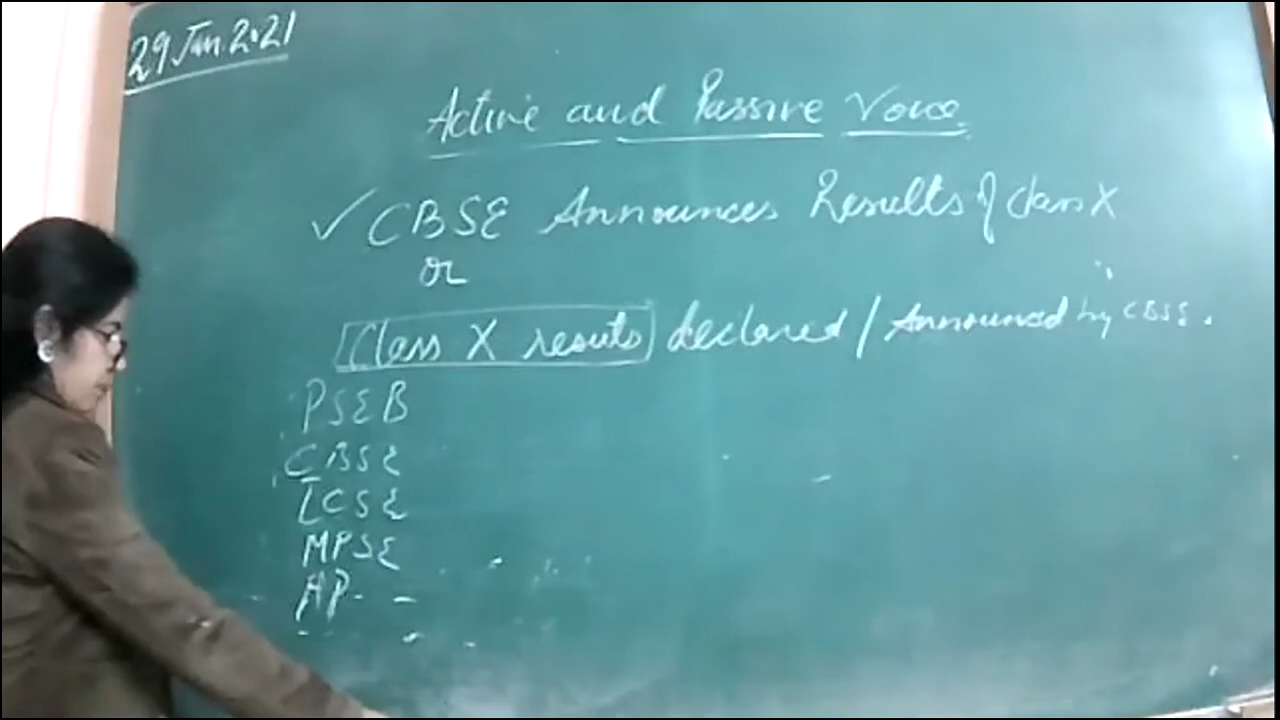 29 Jan. 2021
Active and Passive Voice.
✓ CBSE Announces Results of Class X
or
Class X results declared / Announced by CBSE.
PSEB
CBSE
ICSE
MPSE
AP - -